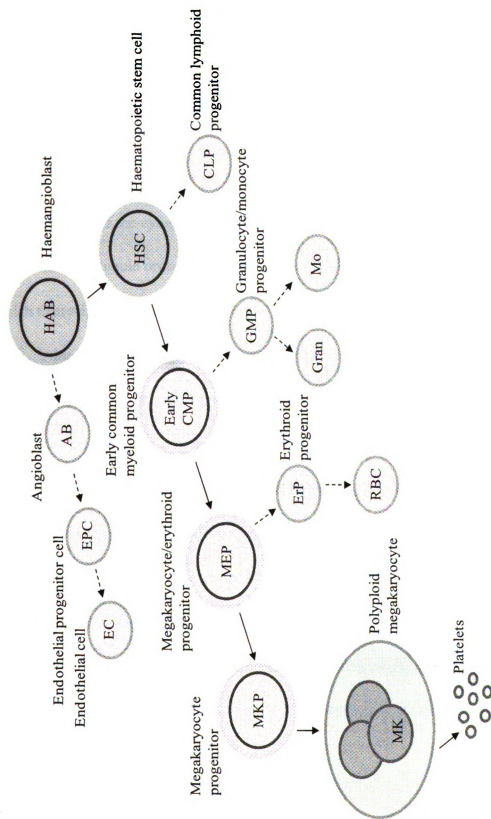 Haemangioblast
HAB
Haematopoietic stem cell
HSC
Common lymphoid
progenitor
CLP
Angioblast
AB
Endothelial progenitor cell
EPC
Endothelial cell
EC
Early common
myeloid progenitor
Early
CMP
Granulocyte/monocyte
progenitor
GMP
Mo
Gran
Megakaryocyte/erythroid
progenitor
MEP
Erythroid
progenitor
ErP
RBC
Megakaryocyte
progenitor
MKP
Polyploid
megakaryocyte
MK
Platelets